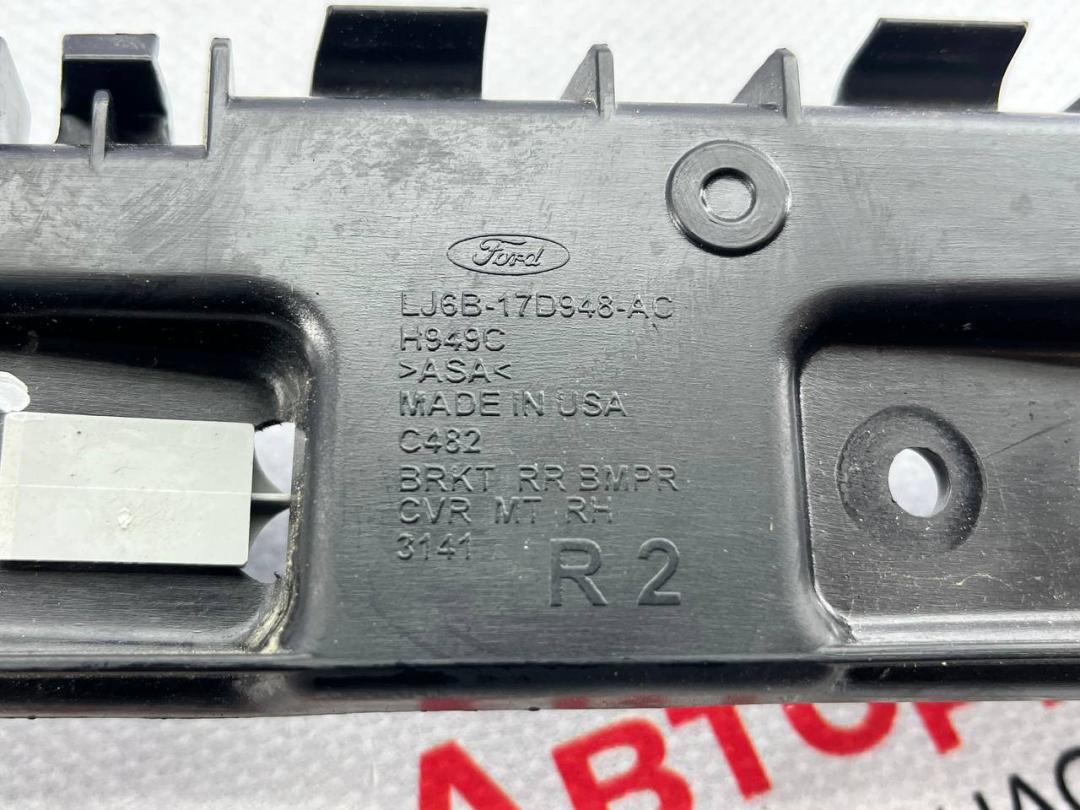 Ford
LJ6B-17D948-AC
H949C
>ASA<
MADE IN USA
C482
BRKT RR BMPR
CVR MT RH
3141
R 2